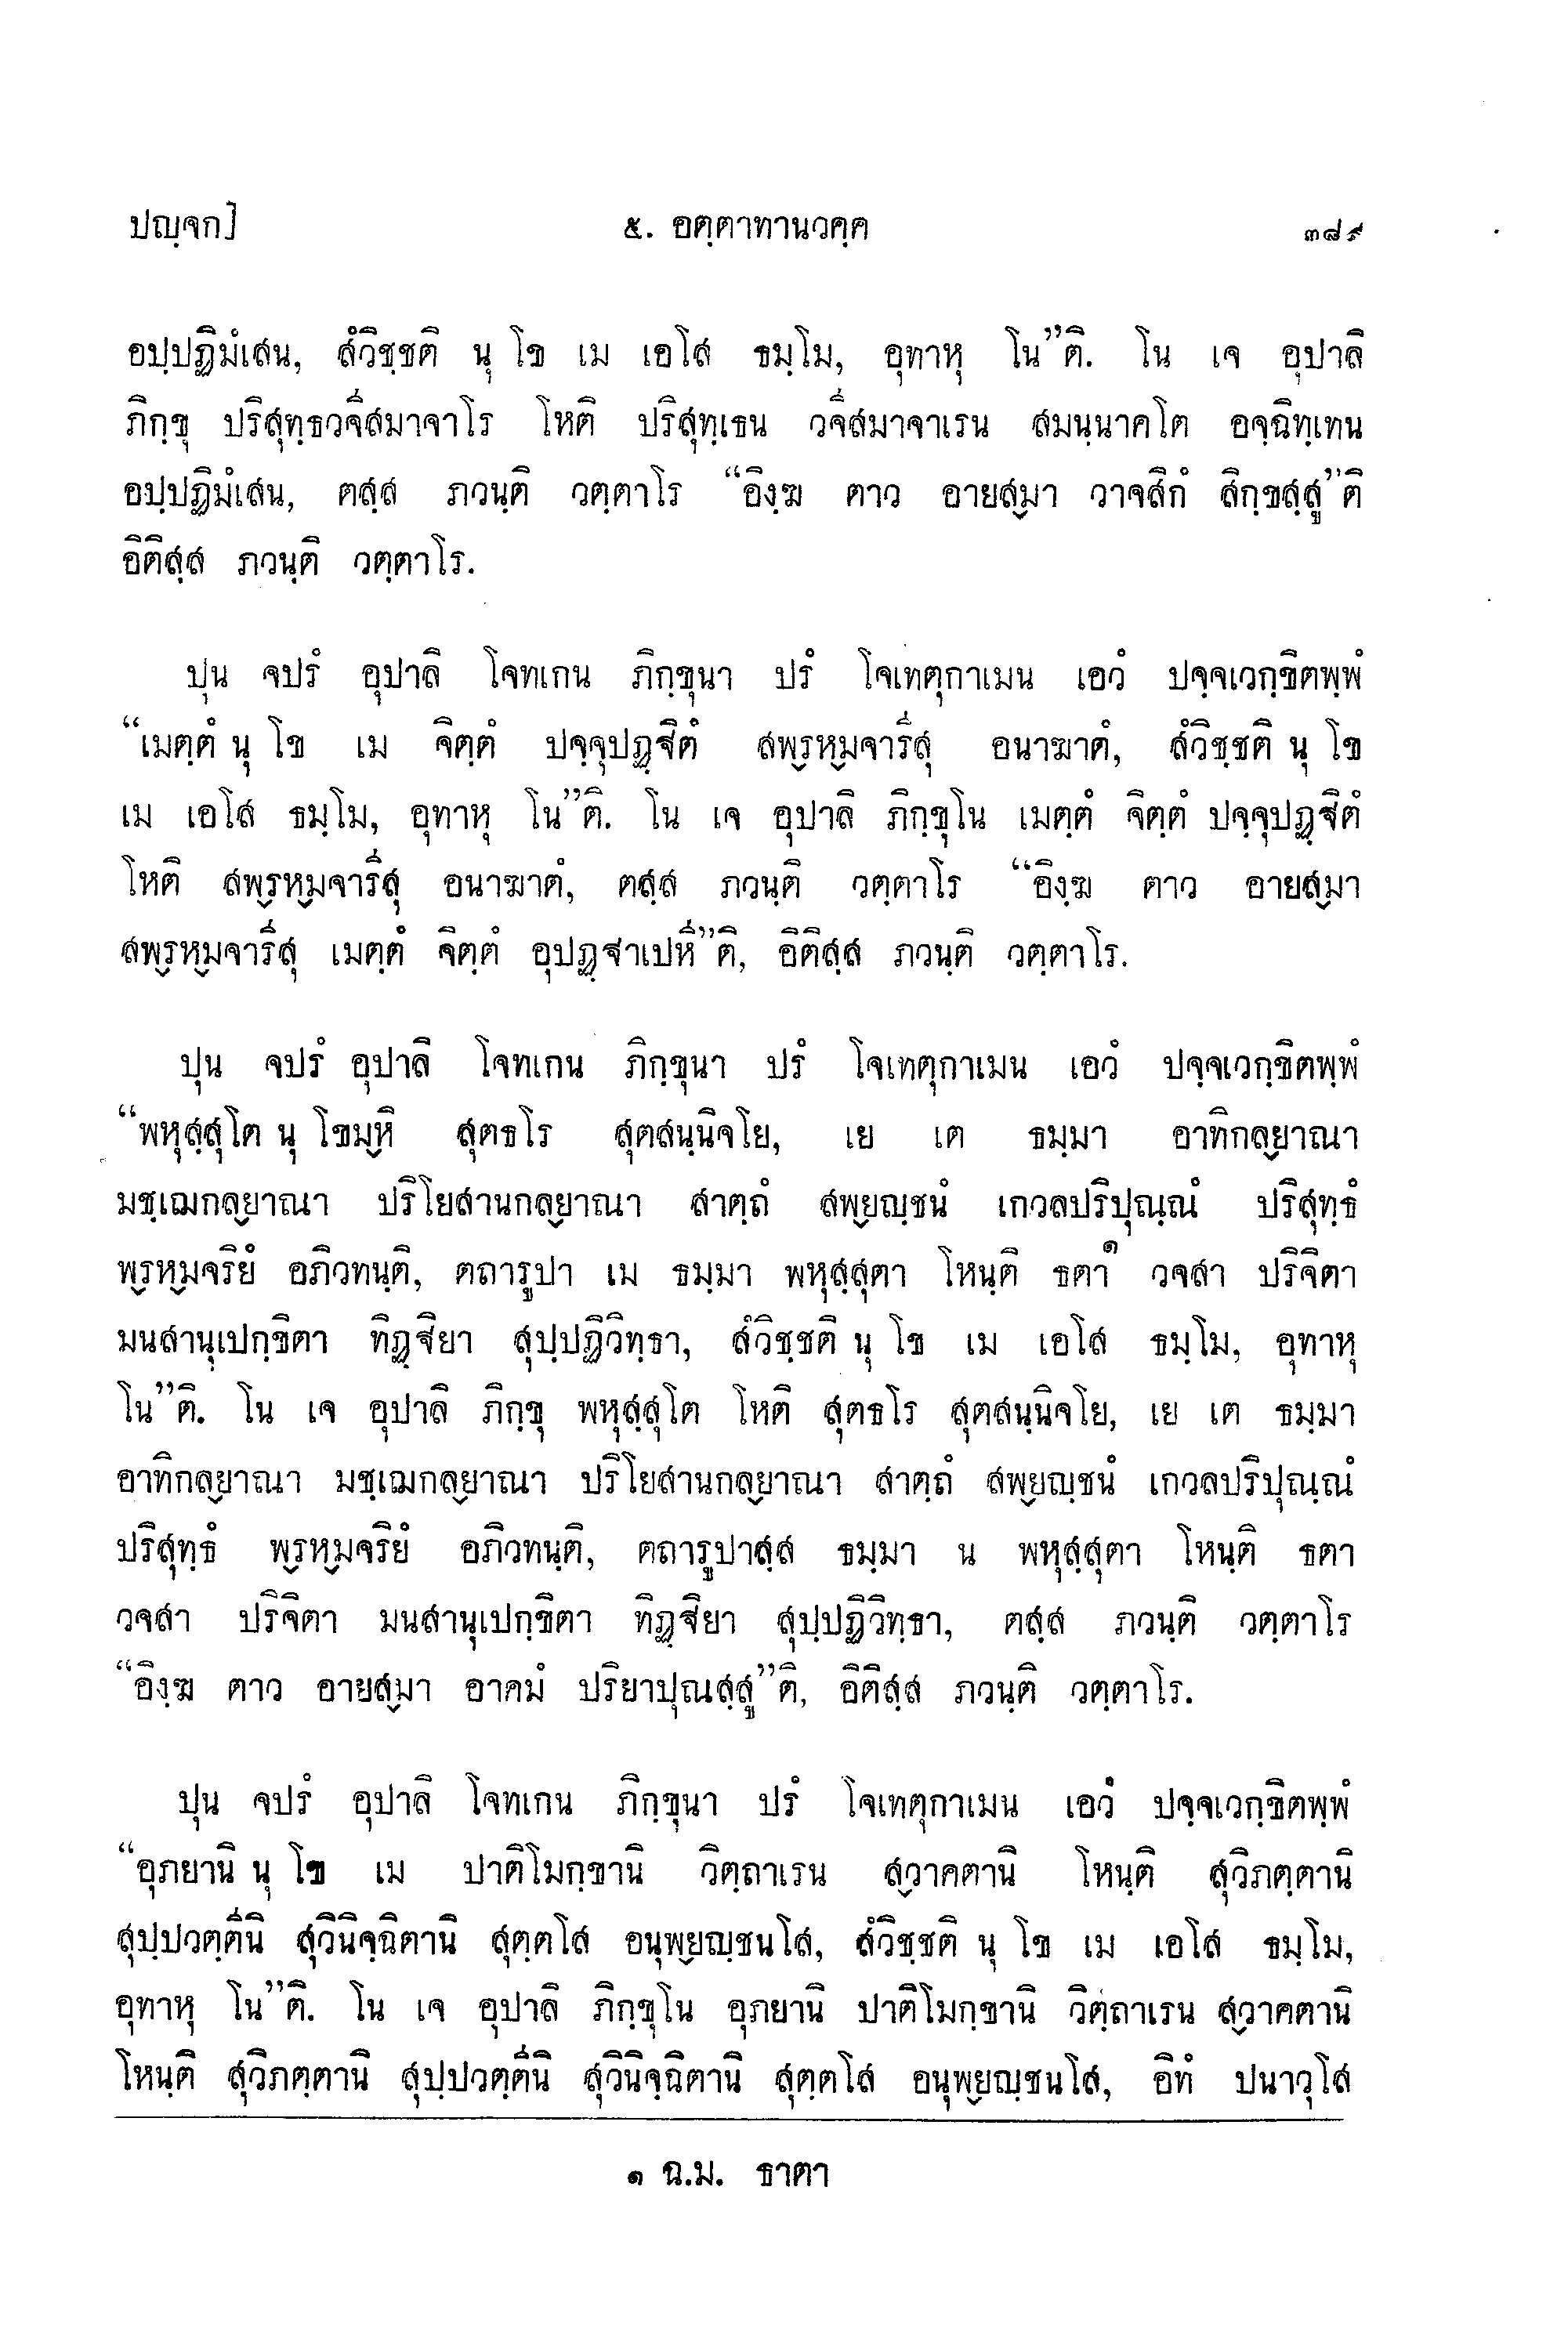 ปญฺจก] ๕. อตฺตาทานวคฺค ๓๘๙
อปฺปฏิมํเสน, สํวิชฺชติ นุ โข เม เอโส ธมฺโม, อุทาหุ โน”ติ. โน เจ อุปาลิ
ภิกฺขุ ปริสุทฺธวจีสมาจาโร โหติ ปริสุทฺเธน วจีสมาจาเรน สมนฺนาคโต อจฺฉิทฺเทน
อปฺปฏิมํเสน, ตสฺส ภวนฺติ วตฺตาโร “อิงฺฆ ตาว อายสฺมา วาจสิกํ สิกฺขสฺสู”ติ
อิติสฺส ภวนฺติ วตฺตาโร.
ปุน จปรํ อุปาลิ โจทเกน ภิกฺขุนา ปรํ โจเทตุกาเมน เอวํ ปจฺจเวกฺขิตพฺพํ
“เมตฺตํ นุ โข เม จิตฺตํ ปจฺจุปฏฺฐิตํ สพฺรหฺมจารีสุ อนาฆาตํ, สํวิชฺชติ นุ โข
เม เอโส ธมฺโม, อุทาหุ โน”ติ. โน เจ อุปาลิ ภิกฺขุโน เมตฺตํ จิตฺตํ ปจฺจุปฏฺฐิตํ
โหติ สพฺรหฺมจารีสุ อนาฆาตํ, ตสฺส ภวนฺติ วตฺตาโร “อิงฺฆ ตาว อายสฺมา
สพฺรหฺมจารีสุ เมตฺตํ จิตฺตํ อุปฏฺฐาเปหี”ติ, อิติสฺส ภวนฺติ วตฺตาโร.
ปุน จปรํ อุปาลิ โจทเกน ภิกฺขุนา ปรํ โจเทตุกาเมน เอวํ ปจฺจเวกฺขิตพฺพํ
“พหุสฺสุโต นุ โขมฺหิ สุตธโร สุตสนฺนิจโย, เย เต ธมฺมา อาทิกลฺยาณา
มชฺเฌกลฺยาณา ปริโยสานกลฺยาณา สาตฺถํ สพฺยญฺชนํ เกวลปริปุณฺณํ ปริสุทฺธํ
พฺรหฺมจริยํ อภิวทนฺติ, ตถารูปา เม ธมฺมา พหุสฺสุตา โหนฺติ ธตา๑ วจสา ปริจิตา
มนสานุเปกฺขิตา ทิฏฺฐิยา สุปฺปฏิวิทฺธา, สํวิชฺชติ นุ โข เม เอโส ธมฺโม, อุทาหุ
โน”ติ. โน เจ อุปาลิ ภิกฺขุ พหุสฺสุโต โหติ สุตธโร สุตสนฺนิจโย, เย เต ธมฺมา
อาทิกลฺยาณา มชฺเฌกลฺยาณา ปริโยสานกลฺยาณา สาตฺถํ สพฺยญฺชนํ เกวลปริปุณฺณํ
ปริสุทฺธํ พฺรหฺมจริยํ อภิวทนฺติ, ตถารูปาสฺส ธมฺมา น พหุสฺสุตา โหนฺติ ธตา
วจสา ปริจิตา มนสานุเปกฺขิตา ทิฏฺฐิยา สุปฺปฏิวิทฺธา, ตสฺส ภวนฺติ วตฺตาโร
“อิงฺฆ ตาว อายสฺมา อาคมํ ปริยาปุณสฺสู”ติ, อิติสฺส ภวนฺติ วตฺตาโร.
ปุน จปรํ อุปาลิ โจทเกน ภิกฺขุนา ปรํ โจเทตุกาเมน เอวํ ปจฺจเวกฺขิตพฺพํ
“อุภยานิ นุ โข เม ปาติโมกฺขานิ วิตฺถาเรน สฺวาคตานิ โหนฺติ สุวิภตฺตานิ
สุปฺปวตฺตีนิ สุวินิจฺฉิตานิ สุตฺตโส อนุพฺยญฺชนโส, สํวิชฺชติ นุ โข เม เอโส ธมฺโม,
อุทาหุ โน”ติ. โน เจ อุปาลิ ภิกฺขุโน อุภยานิ ปาติโมกฺขานิ วิตฺถาเรน สฺวาคตานิ
โหนฺติ สุวิภตฺตานิ สุปฺปวตฺตีนิ สุวินิจฺฉิตานิ สุตฺตโส อนุพฺยญฺชนโส, อิทํ ปนาวุโส
๑ ฉ.ม. ธาตา